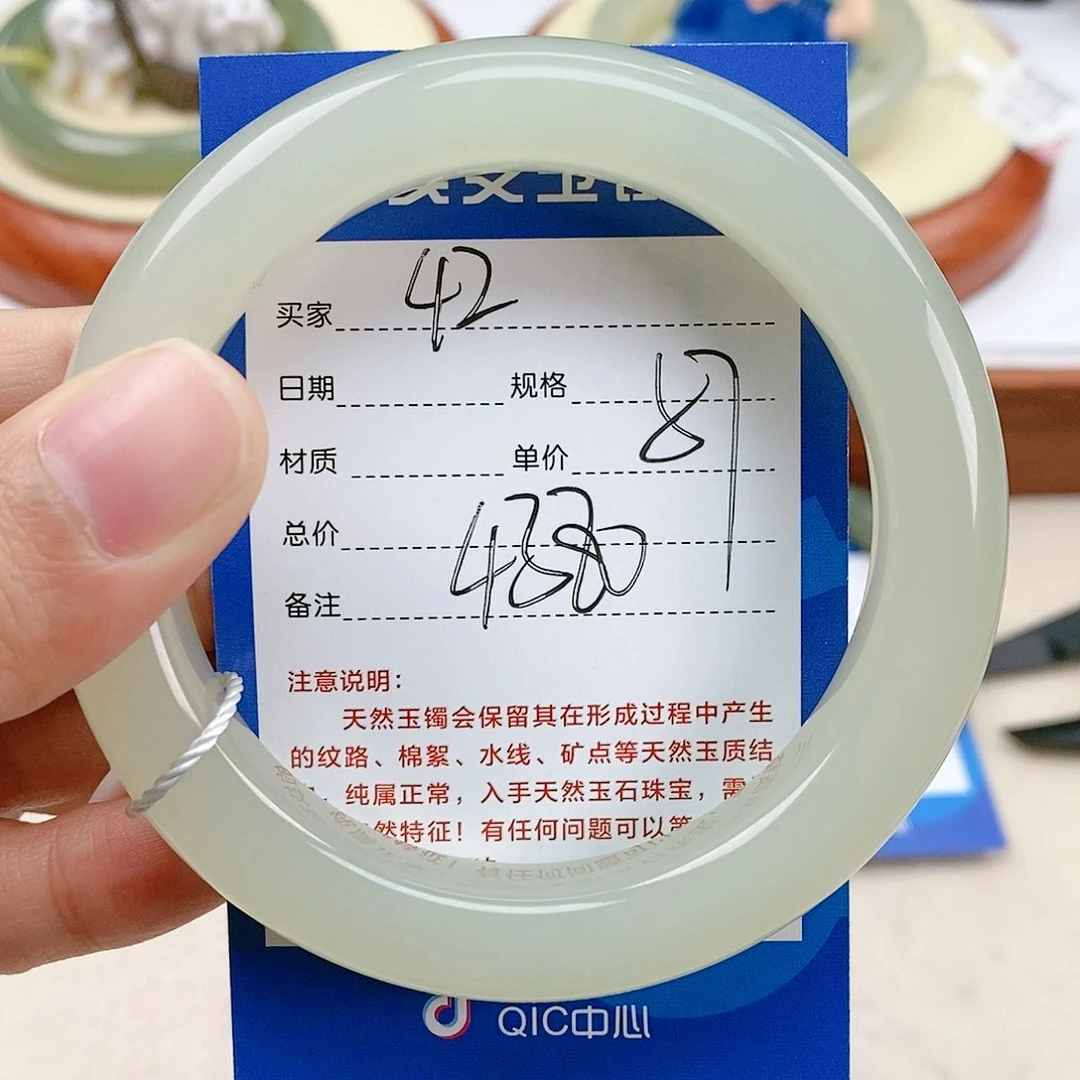 买家 42
日期 规格
材质 单价 87
总价
备注
注意说明：
天然玉镯会保留其在形成过程中产生
的纹路、棉絮、水线、矿点等天然玉质结
纯属正常，入手天然玉石珠宝，需
然特征！有任何问题可以
QIC中心